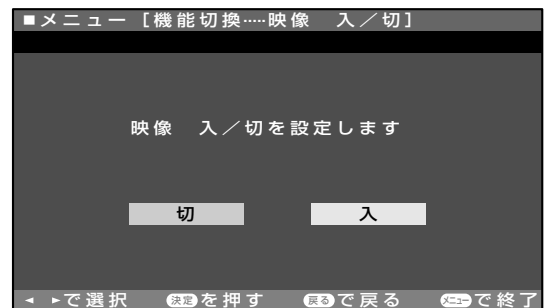 ■メニュー [機能切換……映像 入／切]
映像 入／切を設定します
切 入
◄ ►で選択 決定を押す 戻るで戻る メニューで終了